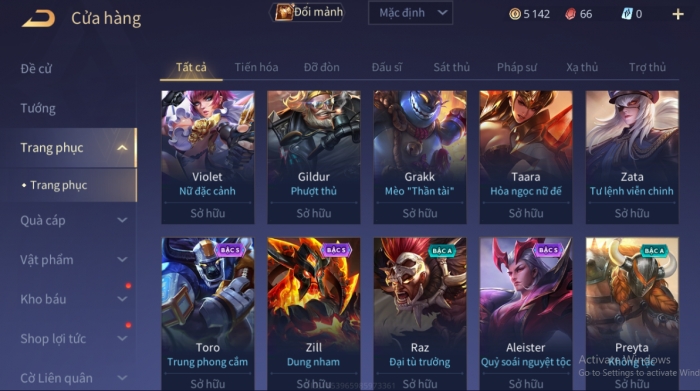 Cửa hàng
Đổi mảnh
Mặc định
5 142
66
0
Đề cử
Tướng
Trang phục
• Trang phục
Quà cáp
Vật phẩm
Kho báu
Shop lợi tức
Cờ Liên quân
Tất cả
Tiến hóa
Đỡ đòn
Đấu sĩ
Sát thủ
Pháp sư
Xạ thủ
Trợ thủ
Violet
Nữ đặc cảnh
Sở hữu
Gildur
Phượt thủ
Sở hữu
Grakk
Mèo "Thần tài"
Sở hữu
Taara
Hỏa ngọc nữ đế
Sở hữu
Zata
Tư lệnh viễn chinh
Sở hữu
BẬC S
Toro
Trung phong cắm
Sở hữu
BẬC S
Zill
Dung nham
Sở hữu
BẬC A
Raz
Đại tù trưởng
Sở hữu
BẬC S
Aleister
Quỷ soái nguyệt tộc
Sở hữu
BẬC A
Preyta
Không tặc
Sở hữu
Activate Windows
Go to Settings to activate Wind